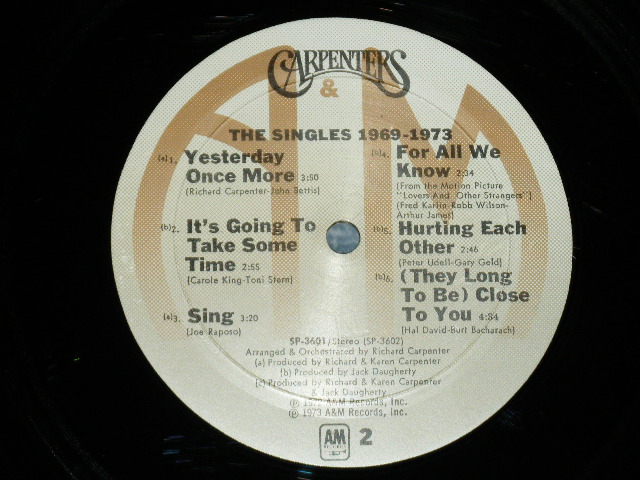 CARPENTERS
&
THE SINGLES 1969-1973
(a) 1. Yesterday
Once More 3:50
(Richard Carpenter-John Bettis)
(b) 2. It's Going To
Take Some
Time 2:55
(Carole King-Toni Stern)
(a) 3. Sing 3:20
(Joe Raposo)
(b) 4. For All We
Know 2:34
(From the Motion Picture
"Lovers And Other Strangers")
(Fred Karlin-Robb Wilson-
Arthur James)
(b) 5. Hurting Each
Other 2:46
(Peter Udell-Gary Geld)
(b) 6. (They Long
To Be) Close
To You 4:34
(Hal David-Burt Bacharach)
SP-3601/Stereo (SP-3602)
Arranged & Orchestrated by Richard Carpenter
(a) Produced by Richard & Karen Carpenter
(b) Produced by Jack Daugherty
(c) Produced by Richard & Karen Carpenter
& Jack Daugherty
℗ 1972 A&M Records, Inc.
© 1973 A&M Records, Inc.
AM
RECORDS
2